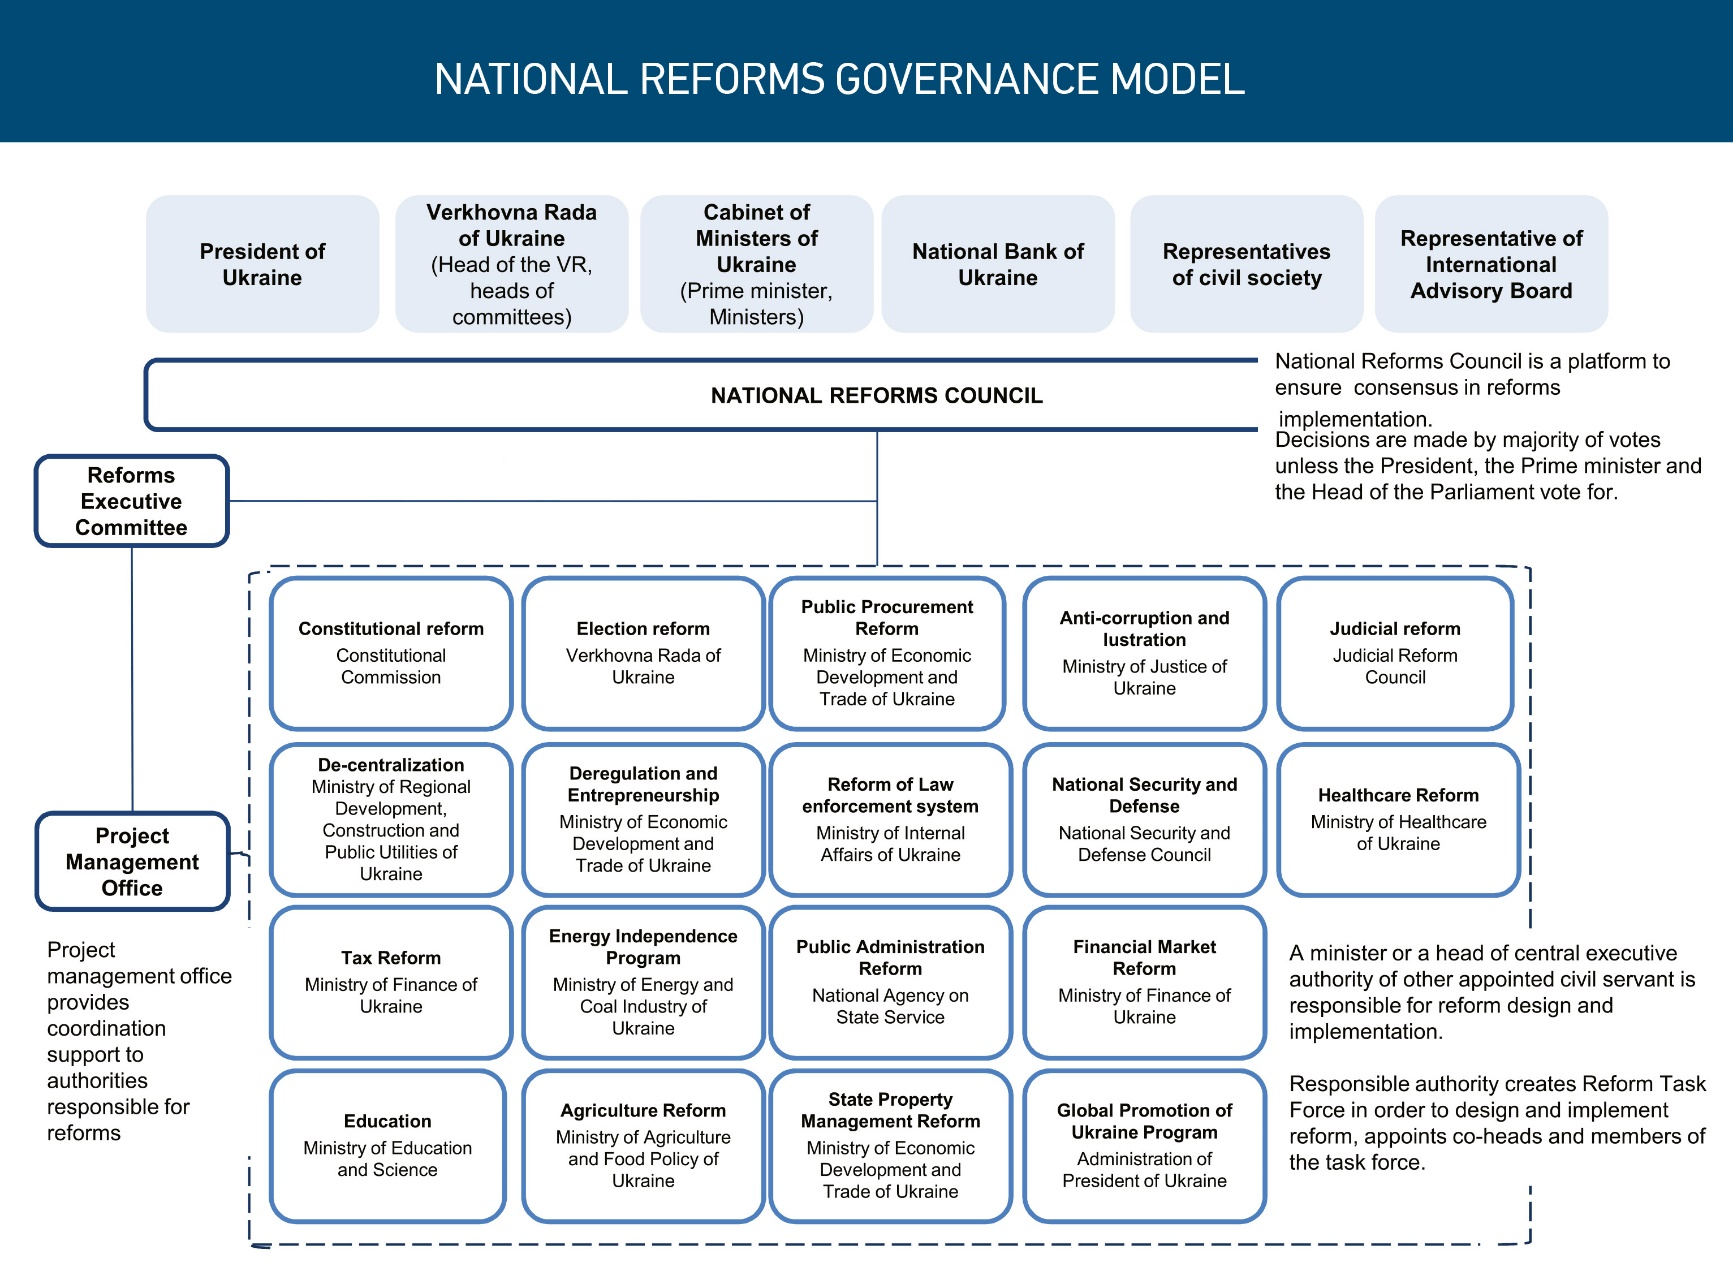 NATIONAL REFORMS GOVERNANCE MODEL
President of
Ukraine
Verkhovna Rada
of Ukraine
(Head of the VR,
heads of
committees)
Cabinet of
Ministers of
Ukraine
(Prime minister,
Ministers)
National Bank of
Ukraine
Representatives
of civil society
Representative of
International
Advisory Board
NATIONAL REFORMS COUNCIL
National Reforms Council is a platform to
ensure consensus in reforms
implementation.
Decisions are made by majority of votes
unless the President, the Prime minister and
the Head of the Parliament vote for.
Reforms
Executive
Committee
Constitutional reform
Constitutional
Commission
Election reform
Verkhovna Rada of
Ukraine
Public Procurement
Reform
Ministry of Economic
Development and
Trade of Ukraine
Anti-corruption and
lustration
Ministry of Justice of
Ukraine
Judicial reform
Judicial Reform
Council
De-centralization
Ministry of Regional
Development,
Construction and
Public Utilities of
Ukraine
Deregulation and
Entrepreneurship
Ministry of Economic
Development and
Trade of Ukraine
Reform of Law
enforcement system
Ministry of Internal
Affairs of Ukraine
National Security and
Defense
National Security and
Defense Council
Healthcare Reform
Ministry of Healthcare
of Ukraine
Project
Management
Office
Project
management office
provides
coordination
support to
authorities
responsible for
reforms
Tax Reform
Ministry of Finance of
Ukraine
Energy Independence
Program
Ministry of Energy and
Coal Industry of
Ukraine
Public Administration
Reform
National Agency on
State Service
Financial Market
Reform
Ministry of Finance of
Ukraine
A minister or a head of central executive
authority of other appointed civil servant is
responsible for reform design and
implementation.
Education
Ministry of Education
and Science
Agriculture Reform
Ministry of Agriculture
and Food Policy of
Ukraine
State Property
Management Reform
Ministry of Economic
Development and
Trade of Ukraine
Global Promotion of
Ukraine Program
Administration of
President of Ukraine
Responsible authority creates Reform Task
Force in order to design and implement
reform, appoints co-heads and members of
the task force.